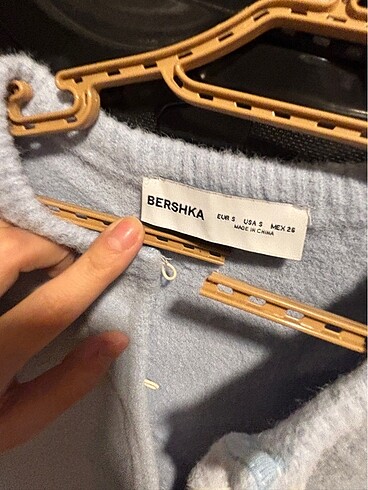 BERSHKA
EUR S USA S MEX 26
MADE IN CHINA